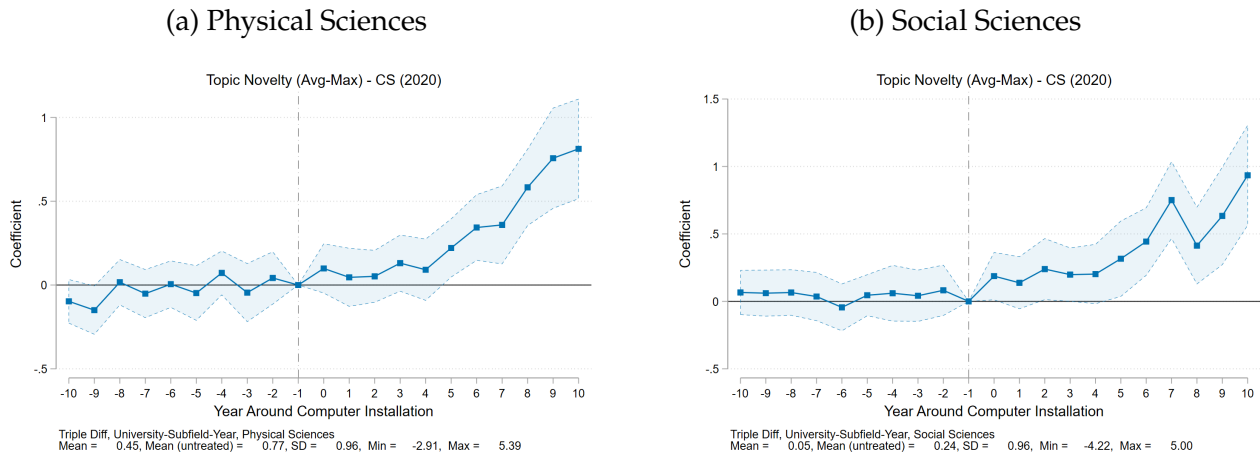 (a) Physical Sciences
Topic Novelty (Avg-Max) - CS (2020)
Coefficient
1
.5
0
-.5
-10 -9 -8 -7 -6 -5 -4 -3 -2 -1 0 1 2 3 4 5 6 7 8 9 10
Year Around Computer Installation
Triple Diff, University-Subfield-Year, Physical Sciences
Mean = 0.45, Mean (untreated) = 0.77, SD = 0.96, Min = -2.91, Max = 5.39
(b) Social Sciences
Topic Novelty (Avg-Max) - CS (2020)
Coefficient
1.5
1
.5
0
-.5
-10 -9 -8 -7 -6 -5 -4 -3 -2 -1 0 1 2 3 4 5 6 7 8 9 10
Year Around Computer Installation
Triple Diff, University-Subfield-Year, Social Sciences
Mean = 0.05, Mean (untreated) = 0.24, SD = 0.96, Min = -4.22, Max = 5.00